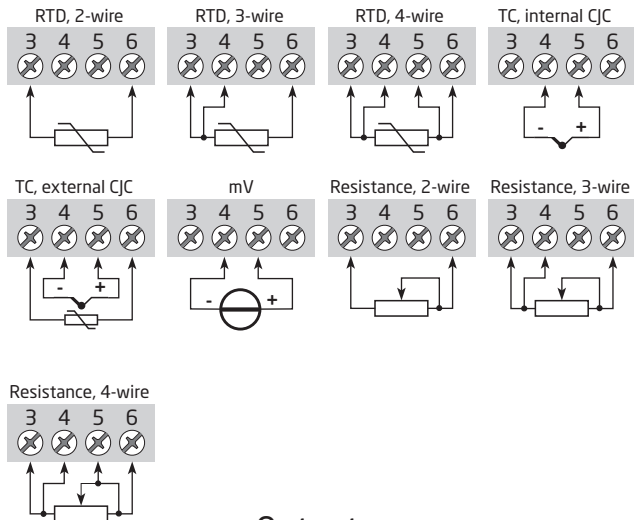 RTD, 2-wire
3 4 5 6
RTD, 3-wire
3 4 5 6
RTD, 4-wire
3 4 5 6
TC, internal CJC
3 4 5 6
- +
TC, external CJC
3 4 5 6
- +
mV
3 4 5 6
- +
Resistance, 2-wire
3 4 5 6
Resistance, 3-wire
3 4 5 6
Resistance, 4-wire
3 4 5 6